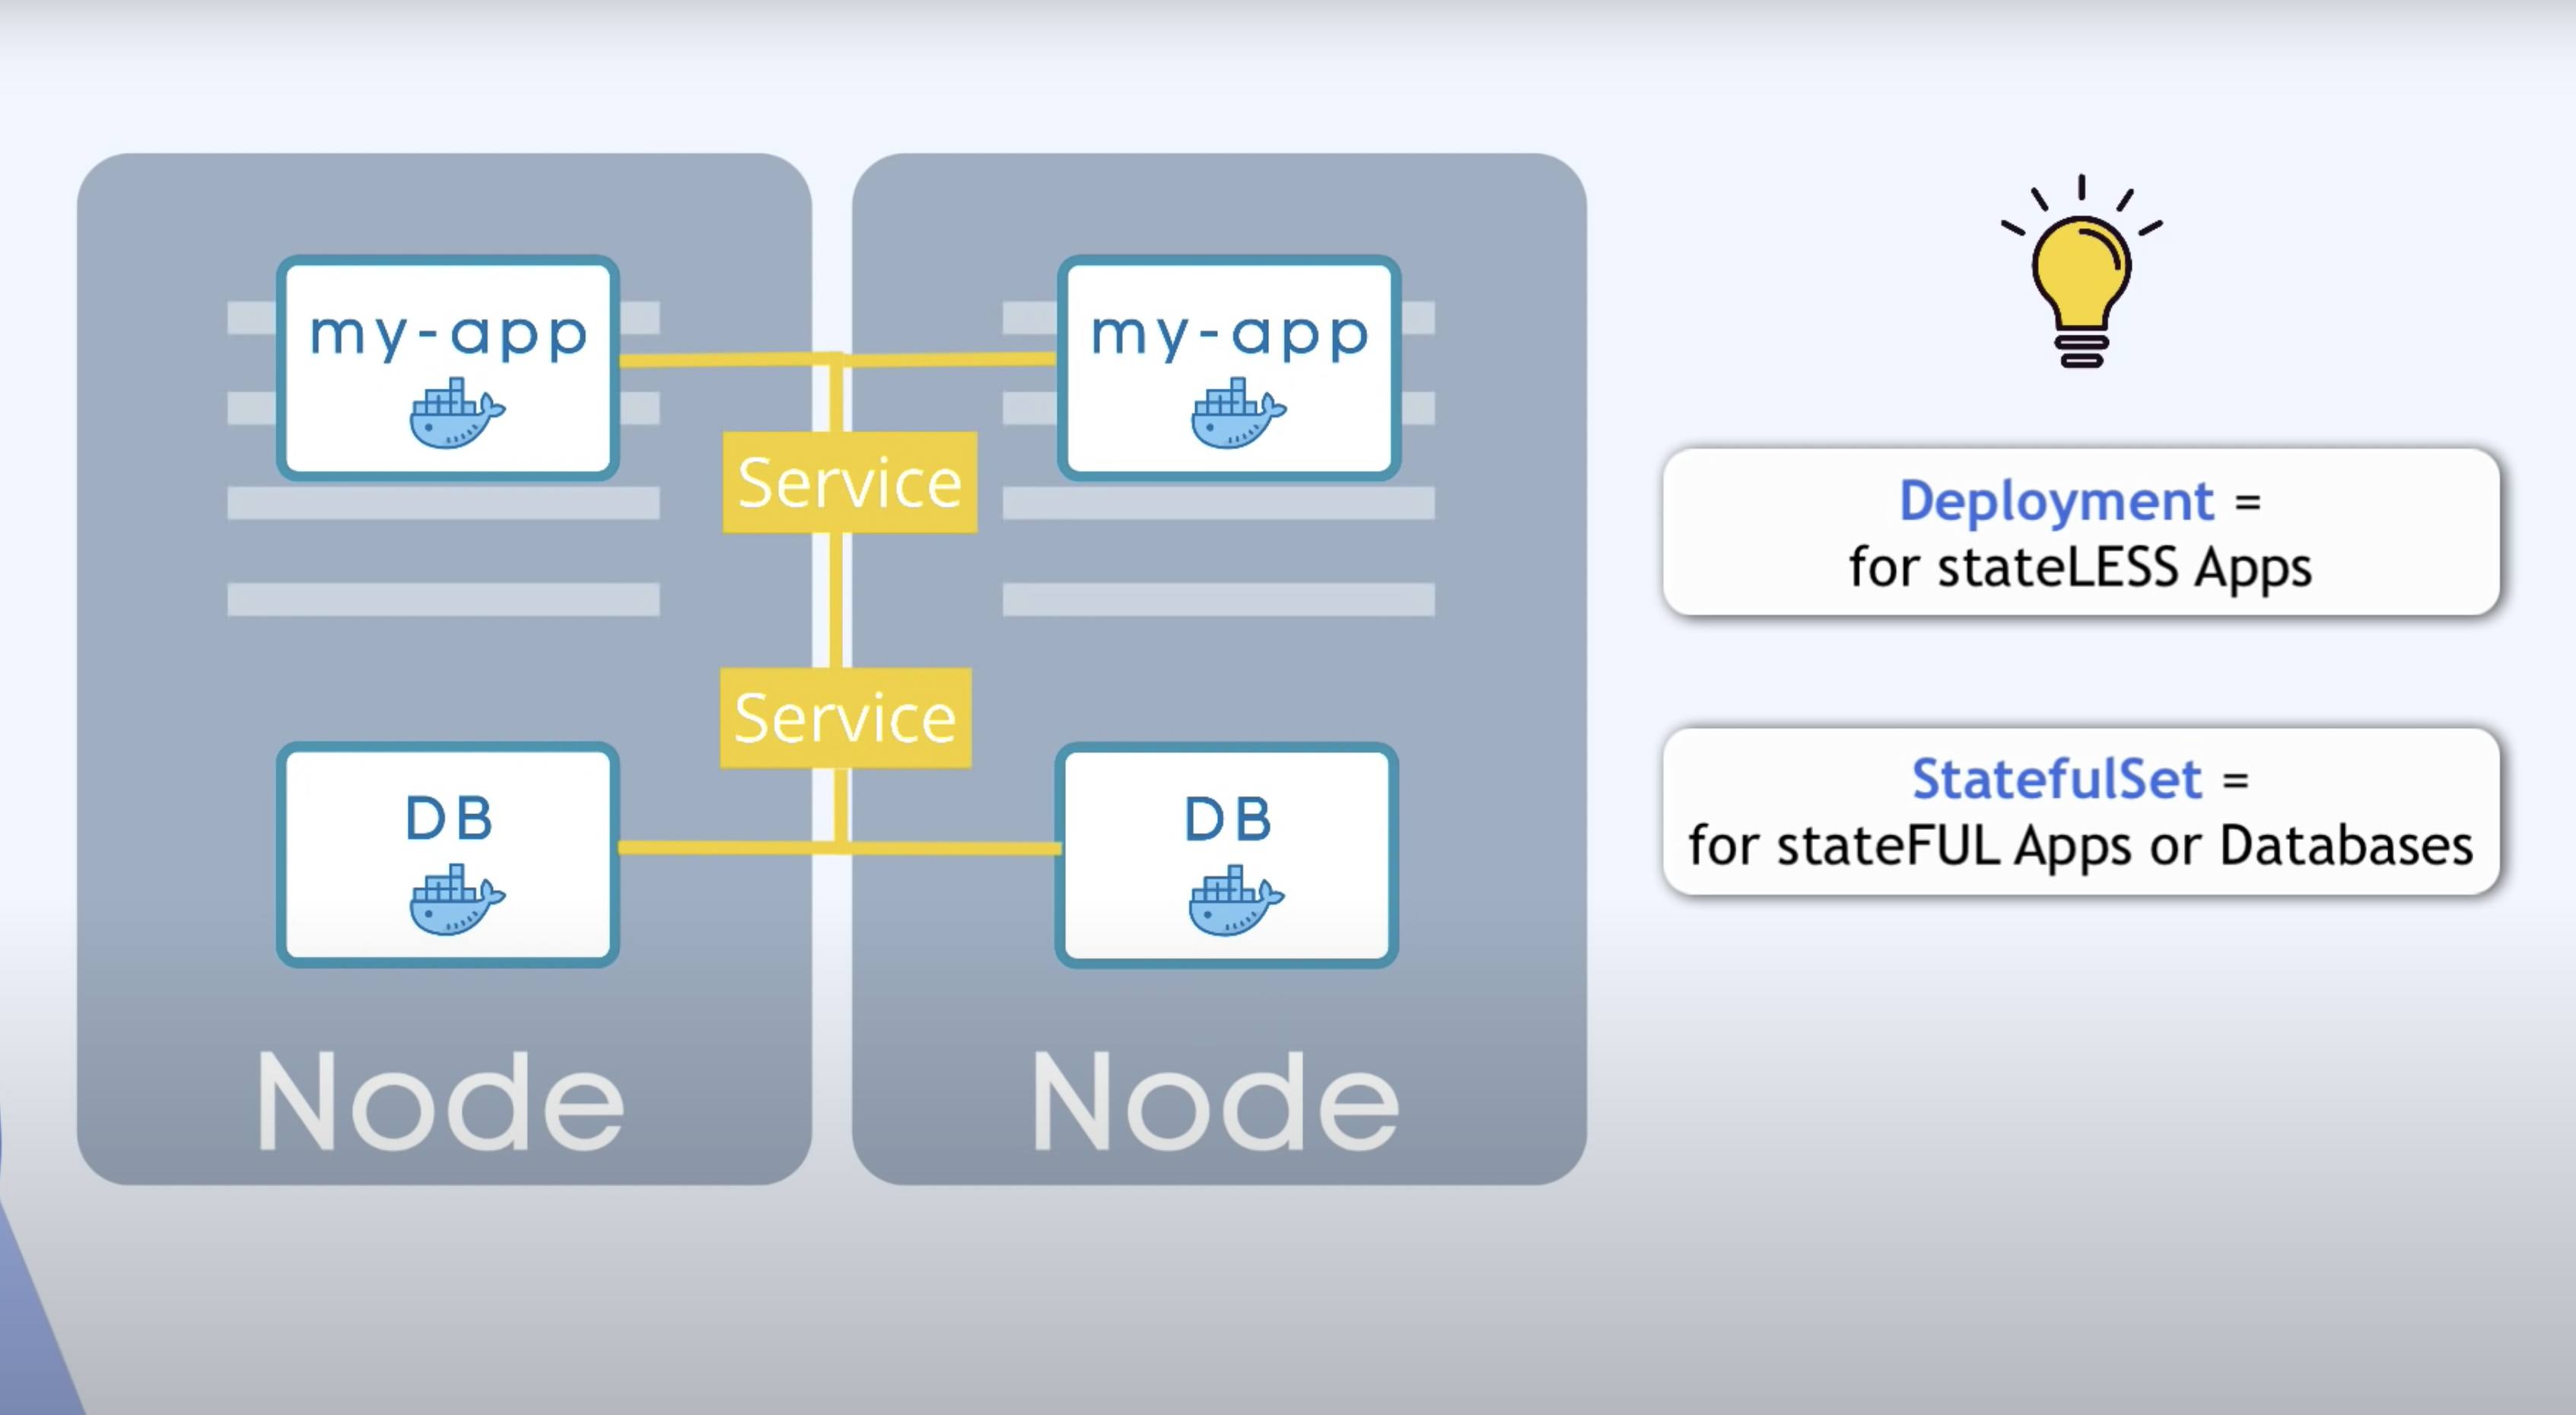 my-app
my-app
Service
Service
DB
DB
Node
Node
Deployment =
for stateLESS Apps
StatefulSet =
for stateFUL Apps or Databases